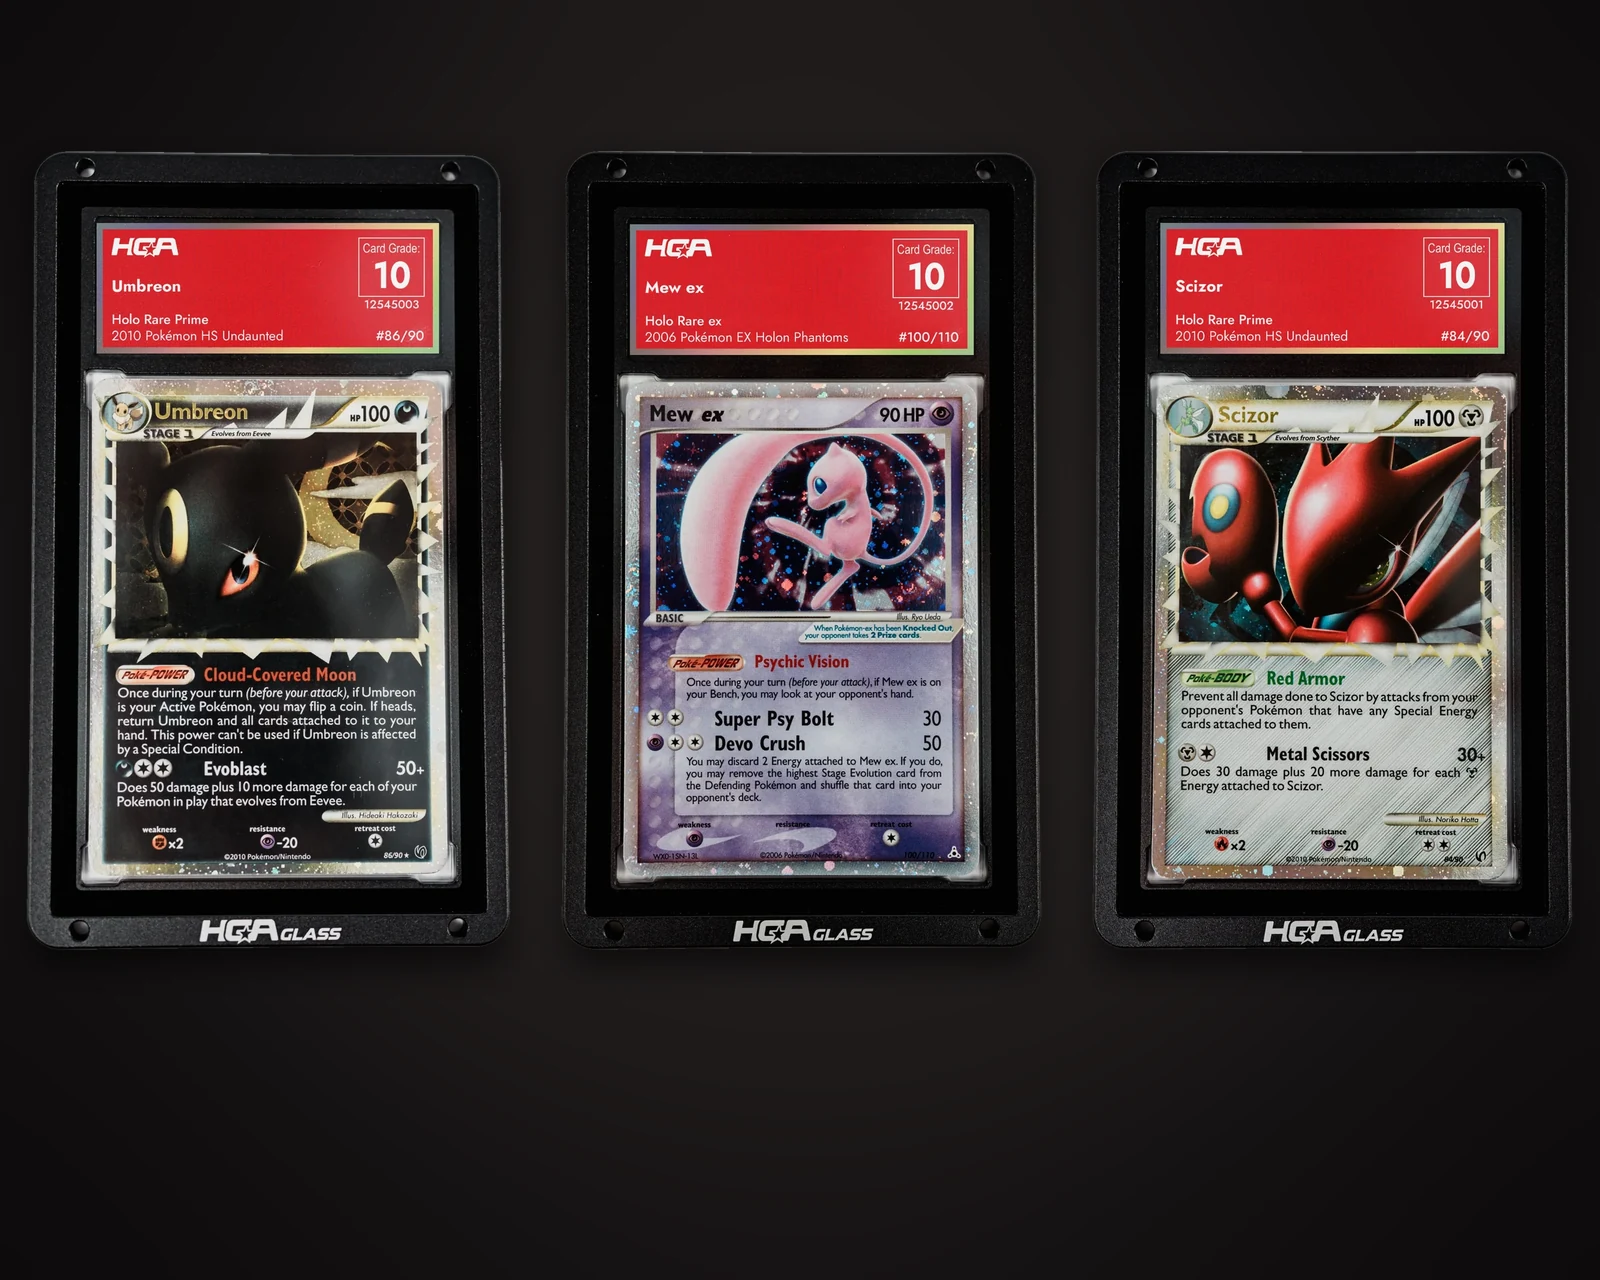 HGA
Card Grade:
10
Umbreon
12545003
Holo Rare Prime
2010 Pokémon HS Undaunted
#86/90
Umbreon
HP100
STAGE 1
Evolves from Eevee
Poké-POWER Cloud-Covered Moon
Once during your turn (before your attack), if Umbreon
is your Active Pokémon, you may flip a coin. If heads,
return Umbreon and all cards attached to it to your
hand. This power can't be used if Umbreon is affected
by a Special Condition.
Evoblast 50+
Does 50 damage plus 10 more damage for each of your
Pokémon in play that evolves from Eevee.
Illus. Hideaki Hakozaki
weakness resistance retreat cost
x2 -20
©2010 Pokémon/Nintendo 86/90
HGA GLASS
HGA
Card Grade:
10
Mew ex
12545002
Holo Rare ex
2006 Pokémon EX Holon Phantoms
#100/110
Mew ex
90 HP
BASIC
Illus. Ryo Ueda
When Pokémon-ex has been Knocked Out,
your opponent takes 2 Prize cards.
Poké-POWER Psychic Vision
Once during your turn (before your attack), if Mew ex is on
your Bench, you may look at your opponent's hand.
Super Psy Bolt 30
Devo Crush 50
You may discard 2 Energy attached to Mew ex. If you do,
you may remove the highest Stage Evolution card from
the Defending Pokémon and shuffle that card into your
opponent's deck.
weakness resistance retreat cost
WXD-15N-13L ©2006 Pokémon/Nintendo 100/110
HGA GLASS
HGA
Card Grade:
10
Scizor
12545001
Holo Rare Prime
2010 Pokémon HS Undaunted
#84/90
Scizor
HP100
STAGE 1
Evolves from Scyther
Poké-BODY Red Armor
Prevent all damage done to Scizor by attacks from your
opponent's Pokémon that have any Special Energy
cards attached to them.
Metal Scissors 30+
Does 30 damage plus 20 more damage for each
Energy attached to Scizor.
Illus. Noriko Hotta
weakness resistance retreat cost
x2 -20
©2010 Pokémon/Nintendo 84/90
HGA GLASS